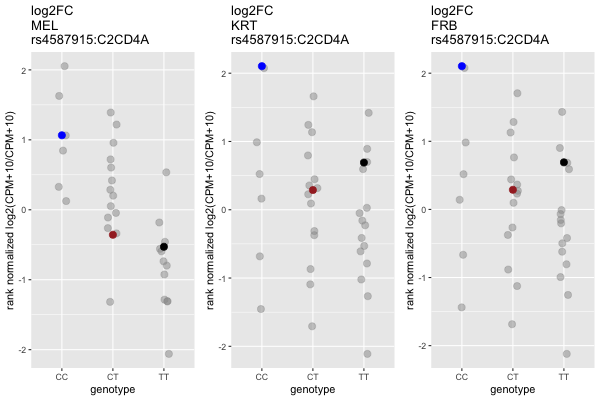 log2FC
MEL
rs4587915:C2CD4A
rank normalized log2(CPM+10/CPM+10)
2
1
0
-1
-2
CC
CT
TT
genotype
log2FC
KRT
rs4587915:C2CD4A
rank normalized log2(CPM+10/CPM+10)
2
1
0
-1
-2
CC
CT
TT
genotype
log2FC
FRB
rs4587915:C2CD4A
rank normalized log2(CPM+10/CPM+10)
2
1
0
-1
-2
CC
CT
TT
genotype